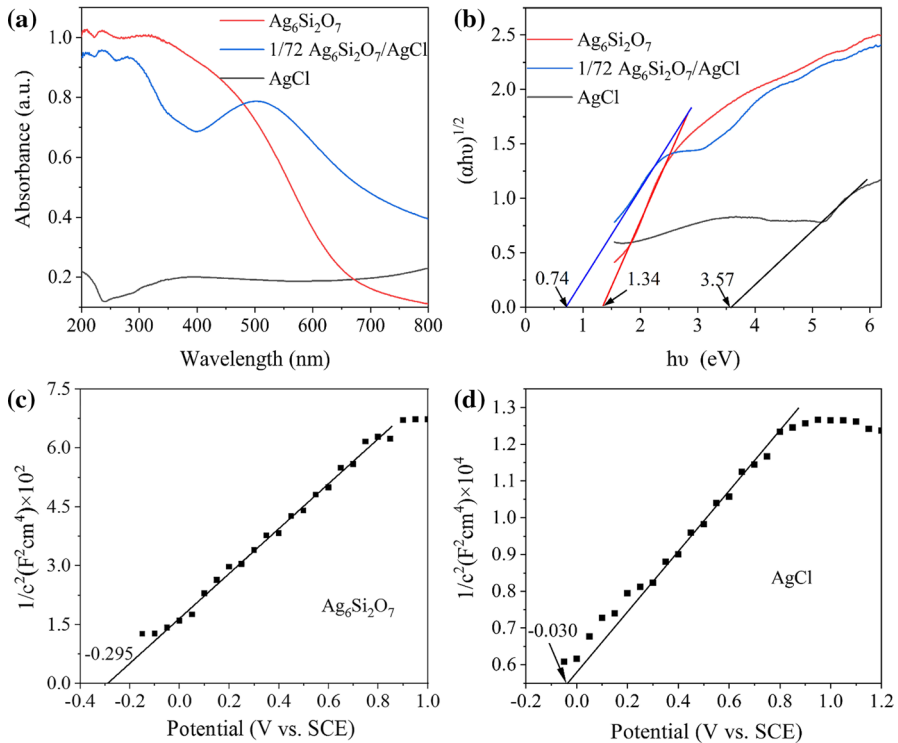 (a)
Ag₆Si₂O₇
1/72 Ag₆Si₂O₇/AgCl
AgCl
Absorbance (a.u.)
1.0
0.8
0.6
0.4
0.2
200 300 400 500 600 700 800
Wavelength (nm)
(b)
Ag₆Si₂O₇
1/72 Ag₆Si₂O₇/AgCl
AgCl
(αhυ)¹/²
2.5
2.0
1.5
1.0
0.5
0.0
0.74
1.34
3.57
0 1 2 3 4 5 6
hυ (eV)
(c)
1/c²(F²cm⁴)×10²
7.5
6.0
4.5
3.0
1.5
0.0
-0.295
Ag₆Si₂O₇
-0.4 -0.2 0.0 0.2 0.4 0.6 0.8 1.0
Potential (V vs. SCE)
(d)
1/c²(F²cm⁴)×10⁴
1.3
1.2
1.1
1.0
0.9
0.8
0.7
0.6
-0.030
AgCl
-0.2 0.0 0.2 0.4 0.6 0.8 1.0 1.2
Potential (V vs. SCE)